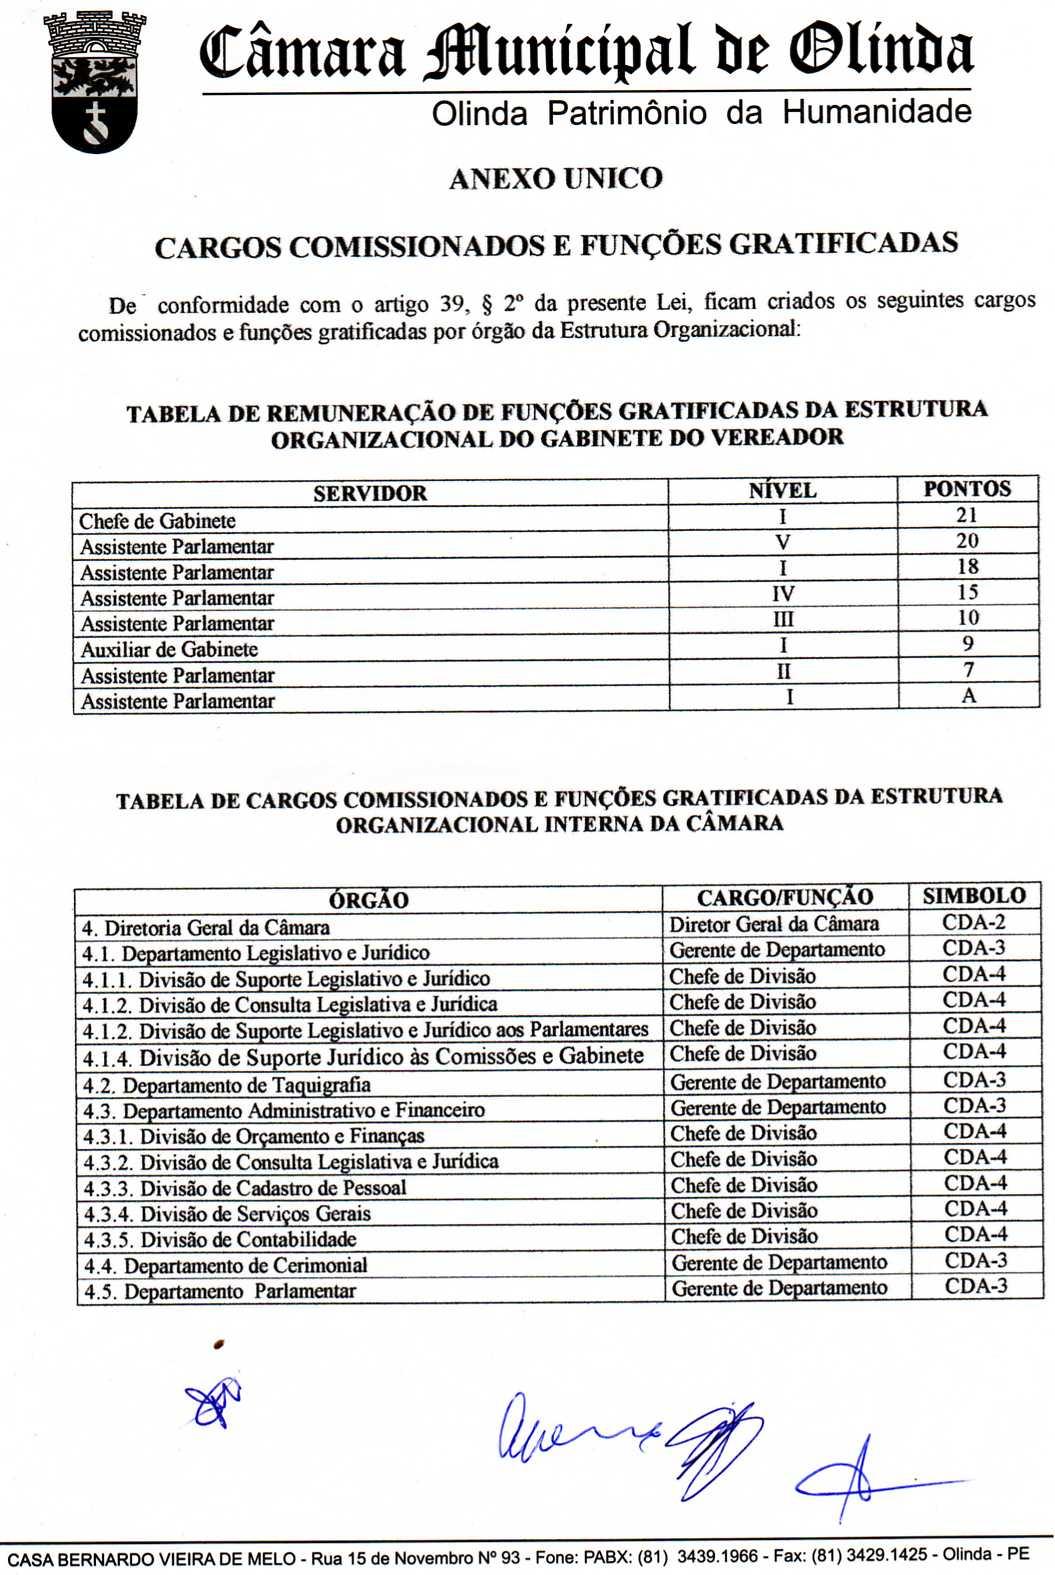 Câmara Municipal de Olinda
Olinda Patrimônio da Humanidade
ANEXO UNICO
CARGOS COMISSIONADOS E FUNÇÕES GRATIFICADAS
De conformidade com o artigo 39, § 2º da presente Lei, ficam criados os seguintes cargos
comissionados e funções gratificadas por órgão da Estrutura Organizacional:
TABELA DE REMUNERAÇÃO DE FUNÇÕES GRATIFICADAS DA ESTRUTURA
ORGANIZACIONAL DO GABINETE DO VEREADOR
SERVIDOR NÍVEL PONTOS
Chefe de Gabinete I 21
Assistente Parlamentar V 20
Assistente Parlamentar I 18
Assistente Parlamentar IV 15
Assistente Parlamentar III 10
Auxiliar de Gabinete I 9
Assistente Parlamentar II 7
Assistente Parlamentar I A
TABELA DE CARGOS COMISSIONADOS E FUNÇÕES GRATIFICADAS DA ESTRUTURA
ORGANIZACIONAL INTERNA DA CÂMARA
ÓRGÃO CARGO/FUNÇÃO SIMBOLO
4. Diretoria Geral da Câmara Diretor Geral da Câmara CDA-2
4.1. Departamento Legislativo e Jurídico Gerente de Departamento CDA-3
4.1.1. Divisão de Suporte Legislativo e Jurídico Chefe de Divisão CDA-4
4.1.2. Divisão de Consulta Legislativa e Jurídica Chefe de Divisão CDA-4
4.1.2. Divisão de Suporte Legislativo e Jurídico aos Parlamentares Chefe de Divisão CDA-4
4.1.4. Divisão de Suporte Jurídico às Comissões e Gabinete Chefe de Divisão CDA-4
4.2. Departamento de Taquigrafia Gerente de Departamento CDA-3
4.3. Departamento Administrativo e Financeiro Gerente de Departamento CDA-3
4.3.1. Divisão de Orçamento e Finanças Chefe de Divisão CDA-4
4.3.2. Divisão de Consulta Legislativa e Jurídica Chefe de Divisão CDA-4
4.3.3. Divisão de Cadastro de Pessoal Chefe de Divisão CDA-4
4.3.4. Divisão de Serviços Gerais Chefe de Divisão CDA-4
4.3.5. Divisão de Contabilidade Chefe de Divisão CDA-4
4.4. Departamento de Cerimonial Gerente de Departamento CDA-3
4.5. Departamento Parlamentar Gerente de Departamento CDA-3
CASA BERNARDO VIEIRA DE MELO - Rua 15 de Novembro Nº 93 - Fone: PABX: (81) 3439.1966 - Fax: (81) 3429.1425 - Olinda - PE